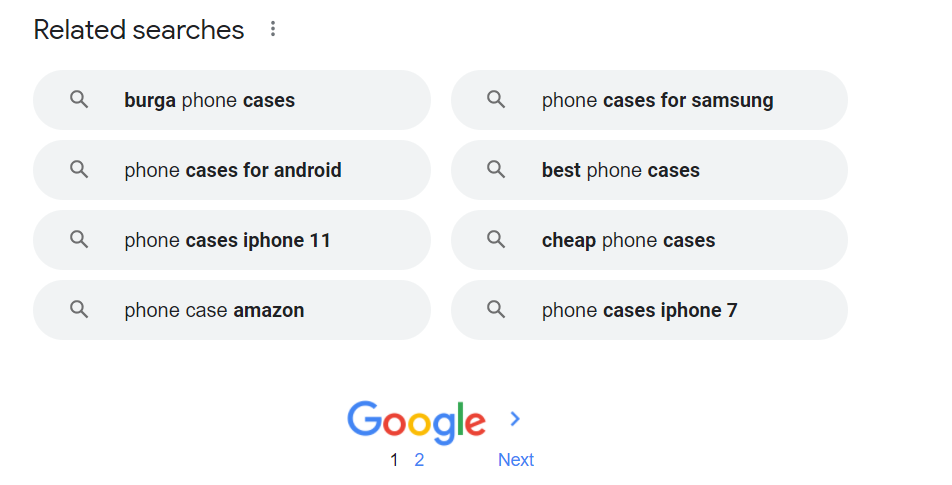 Related searches
burga phone cases
phone cases for samsung
phone cases for android
best phone cases
phone cases iphone 11
cheap phone cases
phone case amazon
phone cases iphone 7
Google
1 2 Next